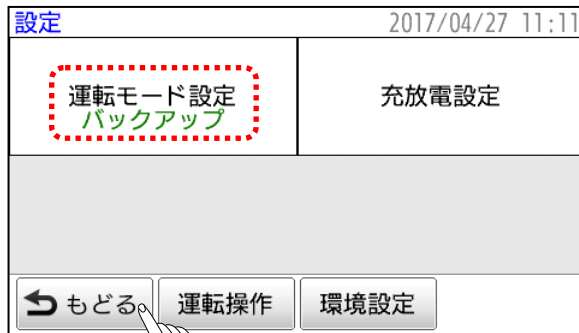 設定 2017/04/27 11:11
運転モード設定
バックアップ
充放電設定
もどる
運転操作
環境設定